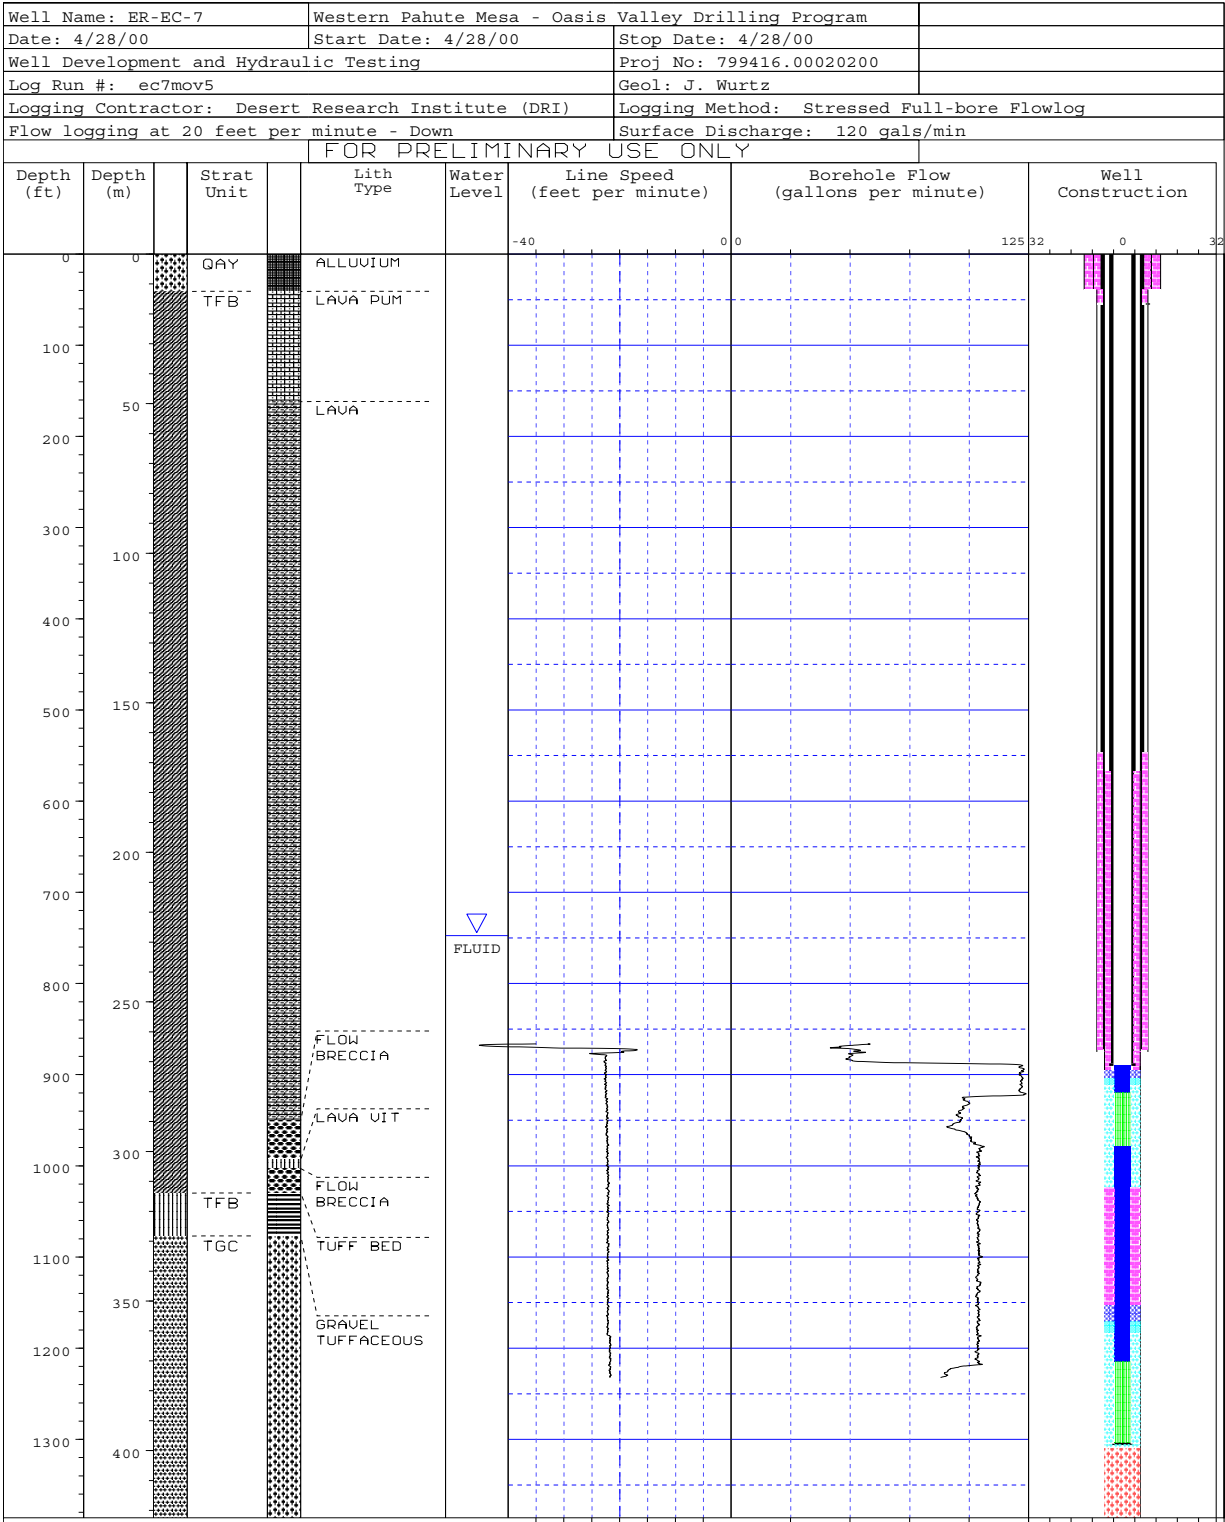 Well Name: ER-EC-7 Western Pahute Mesa - Oasis Valley Drilling Program
Date: 4/28/00 Start Date: 4/28/00 Stop Date: 4/28/00
Well Development and Hydraulic Testing Proj No: 799416.00020200
Log Run #: ec7mov5 Geol: J. Wurtz
Logging Contractor: Desert Research Institute (DRI) Logging Method: Stressed Full-bore Flowlog
Flow logging at 20 feet per minute - Down Surface Discharge: 120 gals/min
FOR PRELIMINARY USE ONLY
Depth Depth Strat Lith Water Line Speed Borehole Flow Well
(ft) (m) Unit Type Level (feet per minute) (gallons per minute) Construction
-40 0 0 125 32 0 32
0 0 QAY ALLUVIUM
TFB LAVA PUM
100
50 LAVA
200
300
100
400
500 150
600
200
700
FLUID
800
250
FLOW
BRECCIA
900
LAVA VIT
300
1000
FLOW
TFB BRECCIA
TGC TUFF BED
1100
350
GRAVEL
TUFFACEOUS
1200
1300
400